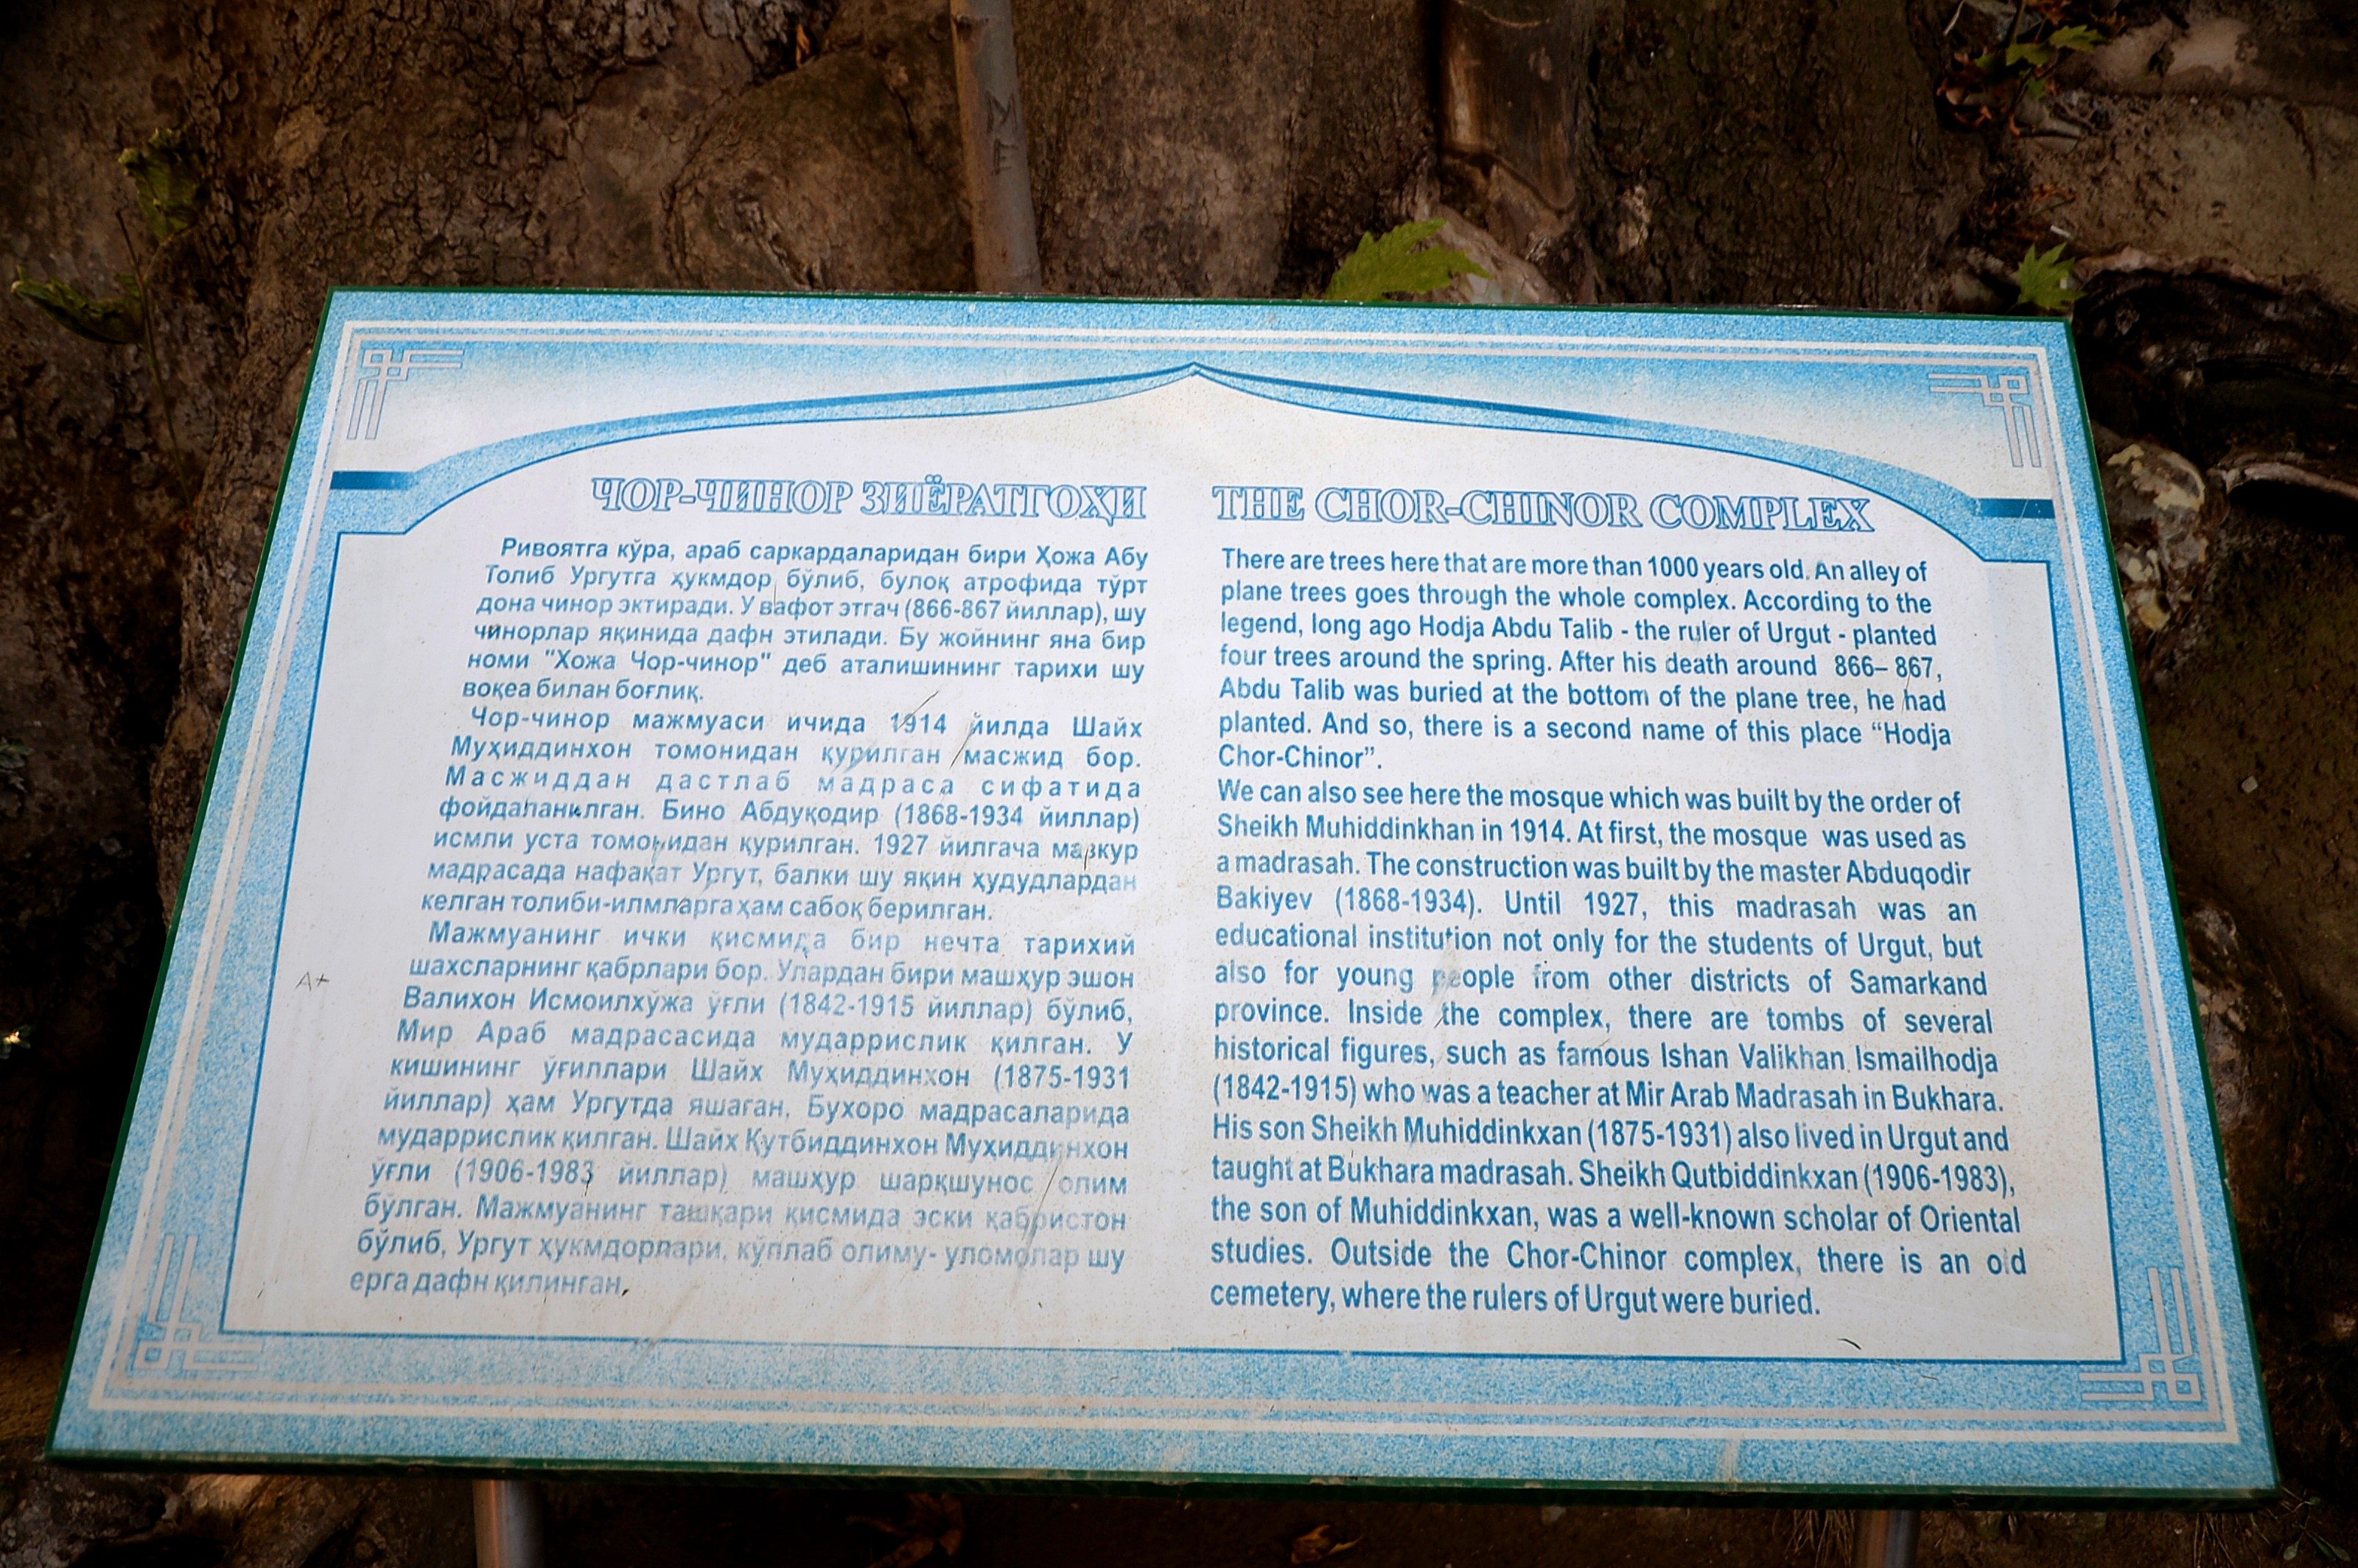 ЧОР-ЧИНОР ЗИЁРАТГОҲИ
Ривоятга кўра, араб саркардаларидан бири Ҳожа Абу
Толиб Ургутга ҳукмдор бўлиб, булоқ атрофида тўрт
дона чинор эктиради. У вафот этгач (866-867 йиллар), шу
чинорлар яқинида дафн этилади. Бу жойнинг яна бир
номи "Хожа Чор-чинор" деб аталишининг тарихи шу
воқеа билан боғлиқ.
Чор-чинор мажмуаси ичида 1914 йилда Шайх
Муҳиддинхон томонидан қурилган масжид бор.
Масжиддан дастлаб мадраса сифатида
фойдаланилган. Бино Абдуқодир (1868-1934 йиллар)
исмли уста томонидан қурилган. 1927 йилгача мазкур
мадрасада нафақат Ургут, балки шу яқин ҳудудлардан
келган толиби-илмларга ҳам сабоқ берилган.
Мажмуанинг ички қисмида бир нечта тарихий
шахсларнинг қабрлари бор. Улардан бири машҳур эшон
Валихон Исмоилхўжа ўғли (1842-1915 йиллар) бўлиб,
Мир Араб мадрасасида мударрислик қилган. У
кишининг ўғиллари Шайх Муҳиддинхон (1875-1931
йиллар) ҳам Ургутда яшаган, Бухоро мадрасаларида
мударрислик қилган. Шайх Қутбиддинхон Муҳиддинхон
ўғли (1906-1983 йиллар) машҳур шарқшунос олим
бўлган. Мажмуанинг ташқари қисмида эски қабристон
бўлиб, Ургут ҳукмдорлари, кўплаб олиму- уломолар шу
ерга дафн қилинган.
A+
THE CHOR-CHINOR COMPLEX
There are trees here that are more than 1000 years old. An alley of
plane trees goes through the whole complex. According to the
legend, long ago Hodja Abdu Talib - the ruler of Urgut - planted
four trees around the spring. After his death around 866– 867,
Abdu Talib was buried at the bottom of the plane tree, he had
planted. And so, there is a second name of this place “Hodja
Chor-Chinor”.
We can also see here the mosque which was built by the order of
Sheikh Muhiddinkhan in 1914. At first, the mosque was used as
a madrasah. The construction was built by the master Abduqodir
Bakiyev (1868-1934). Until 1927, this madrasah was an
educational institution not only for the students of Urgut, but
also for young people from other districts of Samarkand
province. Inside the complex, there are tombs of several
historical figures, such as famous Ishan Valikhan Ismailhodja
(1842-1915) who was a teacher at Mir Arab Madrasah in Bukhara.
His son Sheikh Muhiddinkxan (1875-1931) also lived in Urgut and
taught at Bukhara madrasah. Sheikh Qutbiddinkxan (1906-1983),
the son of Muhiddinkxan, was a well-known scholar of Oriental
studies. Outside the Chor-Chinor complex, there is an old
cemetery, where the rulers of Urgut were buried.